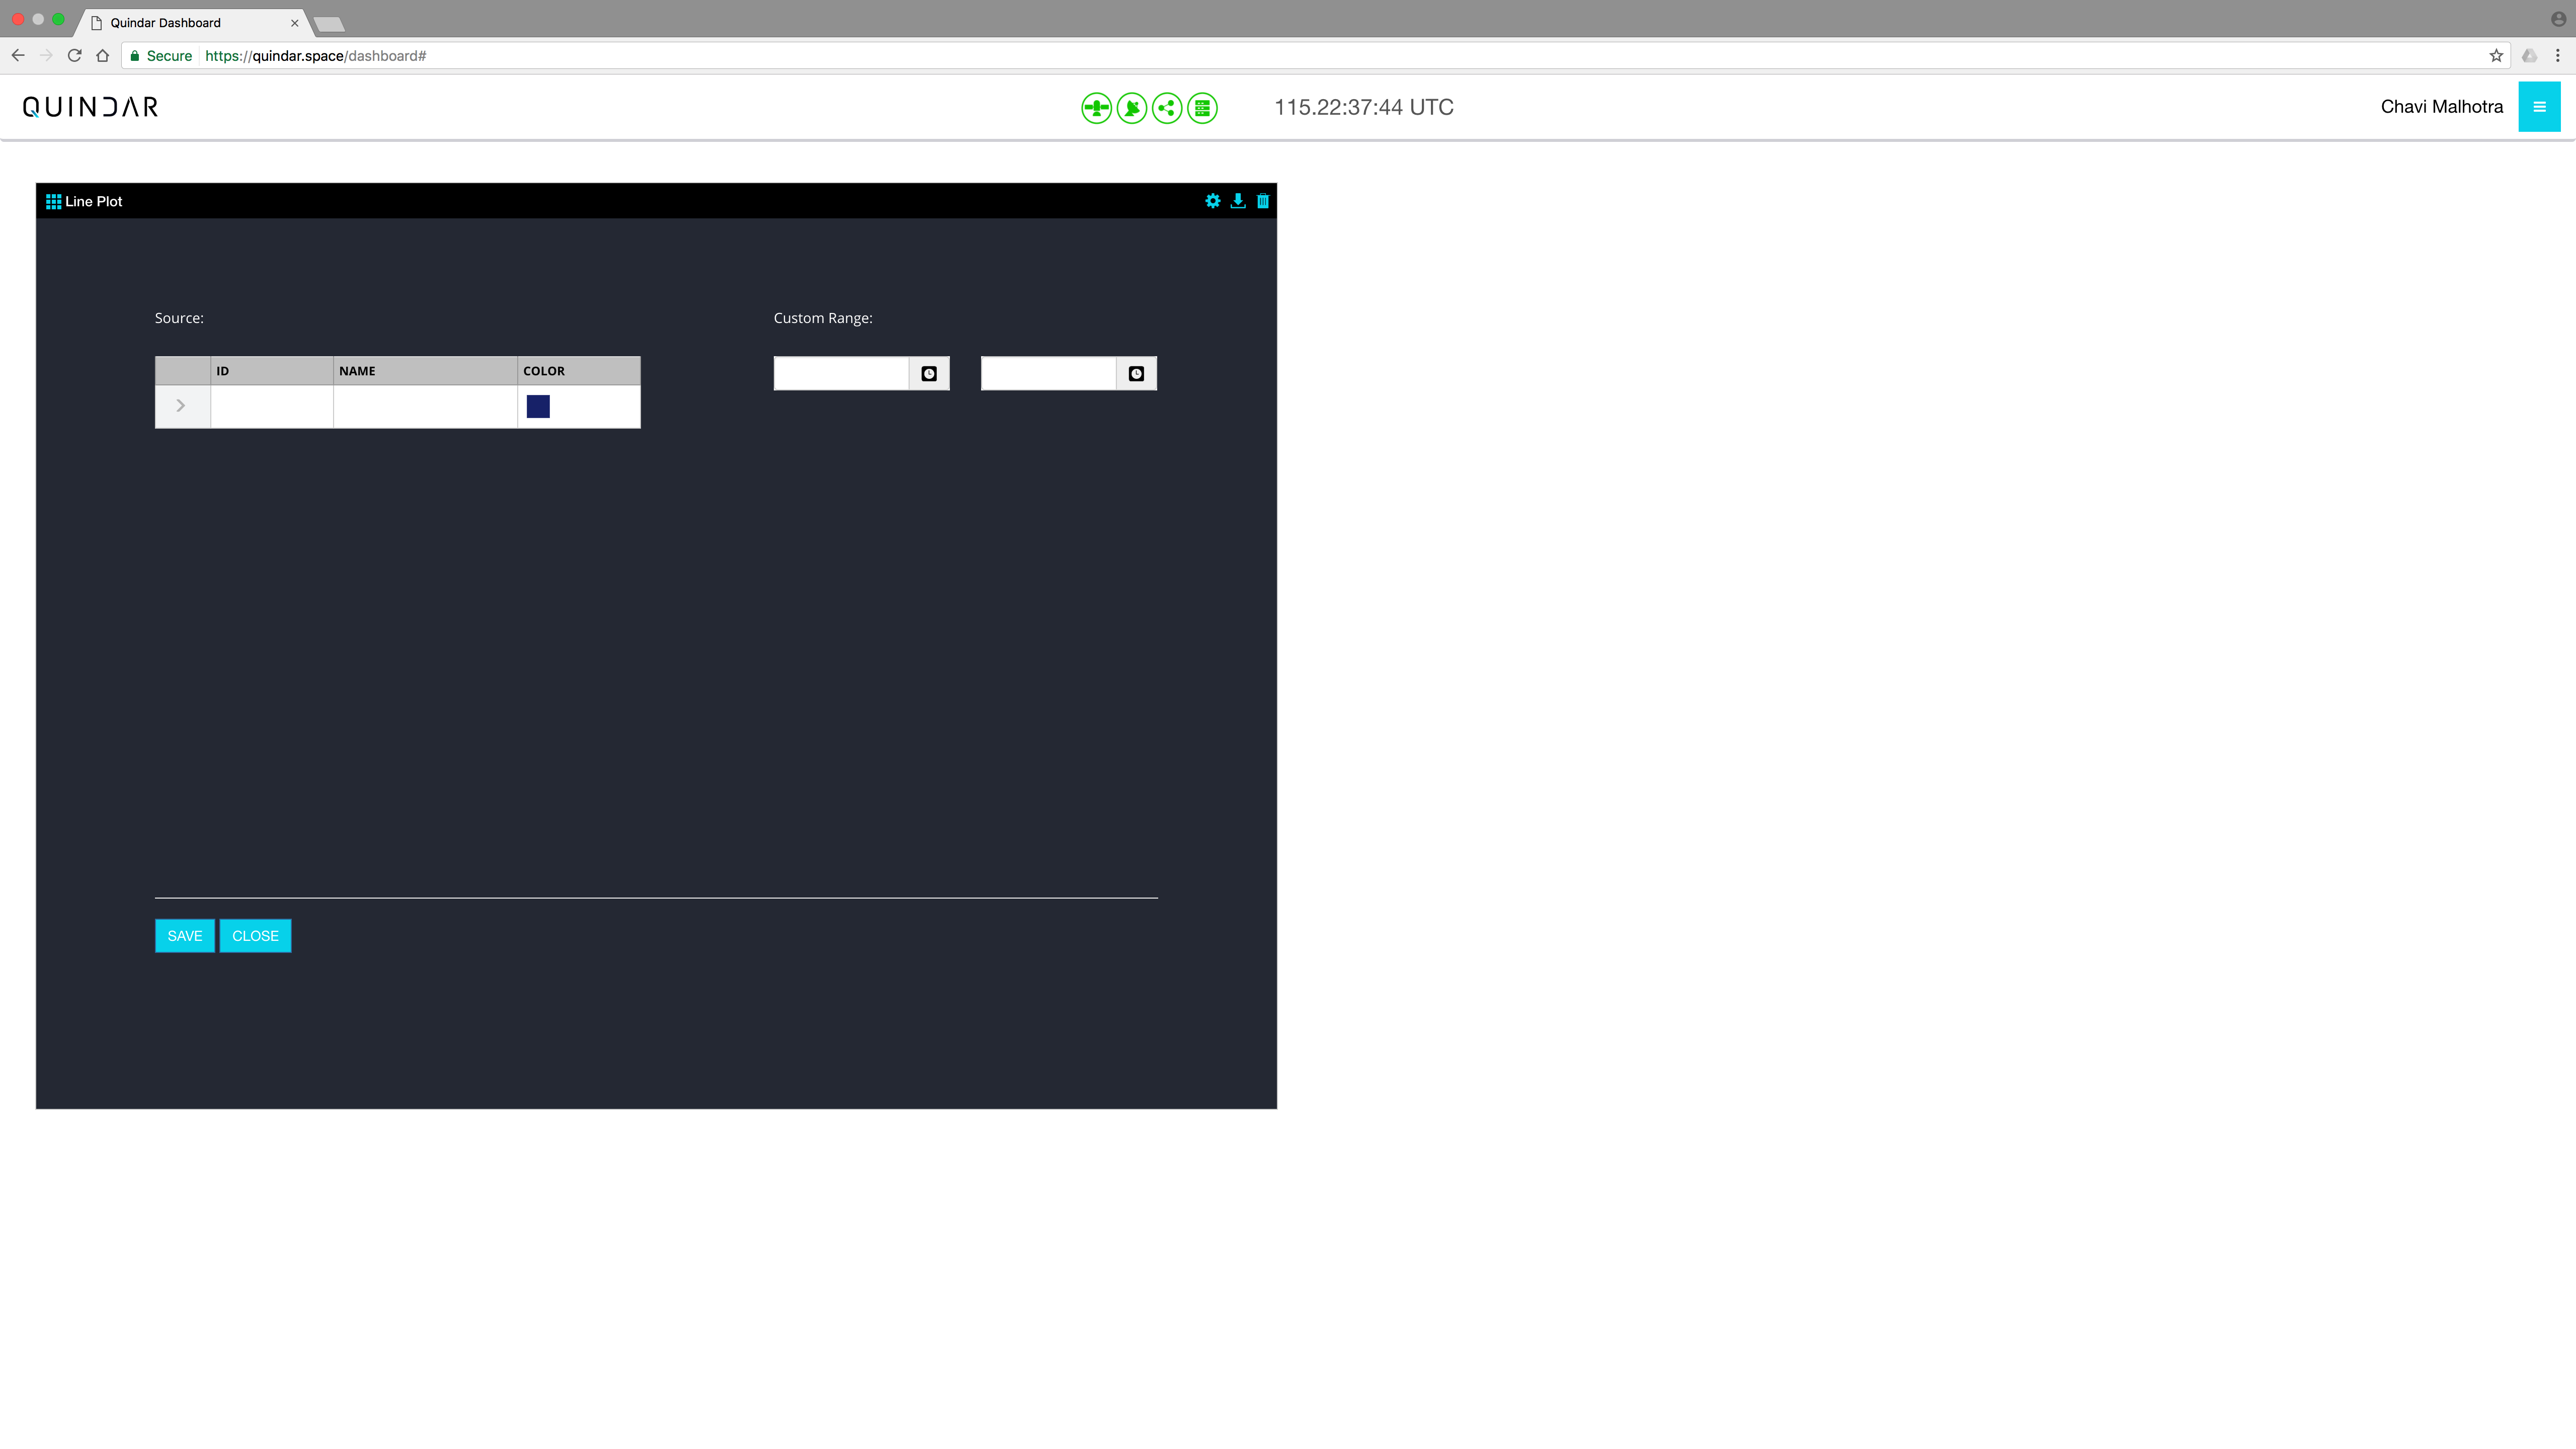 Quindar Dashboard
Secure https://quindar.space/dashboard#
QUINDAR 115.22:37:44 UTC Chavi Malhotra
Line Plot
Source: Custom Range:
ID NAME COLOR
SAVE CLOSE